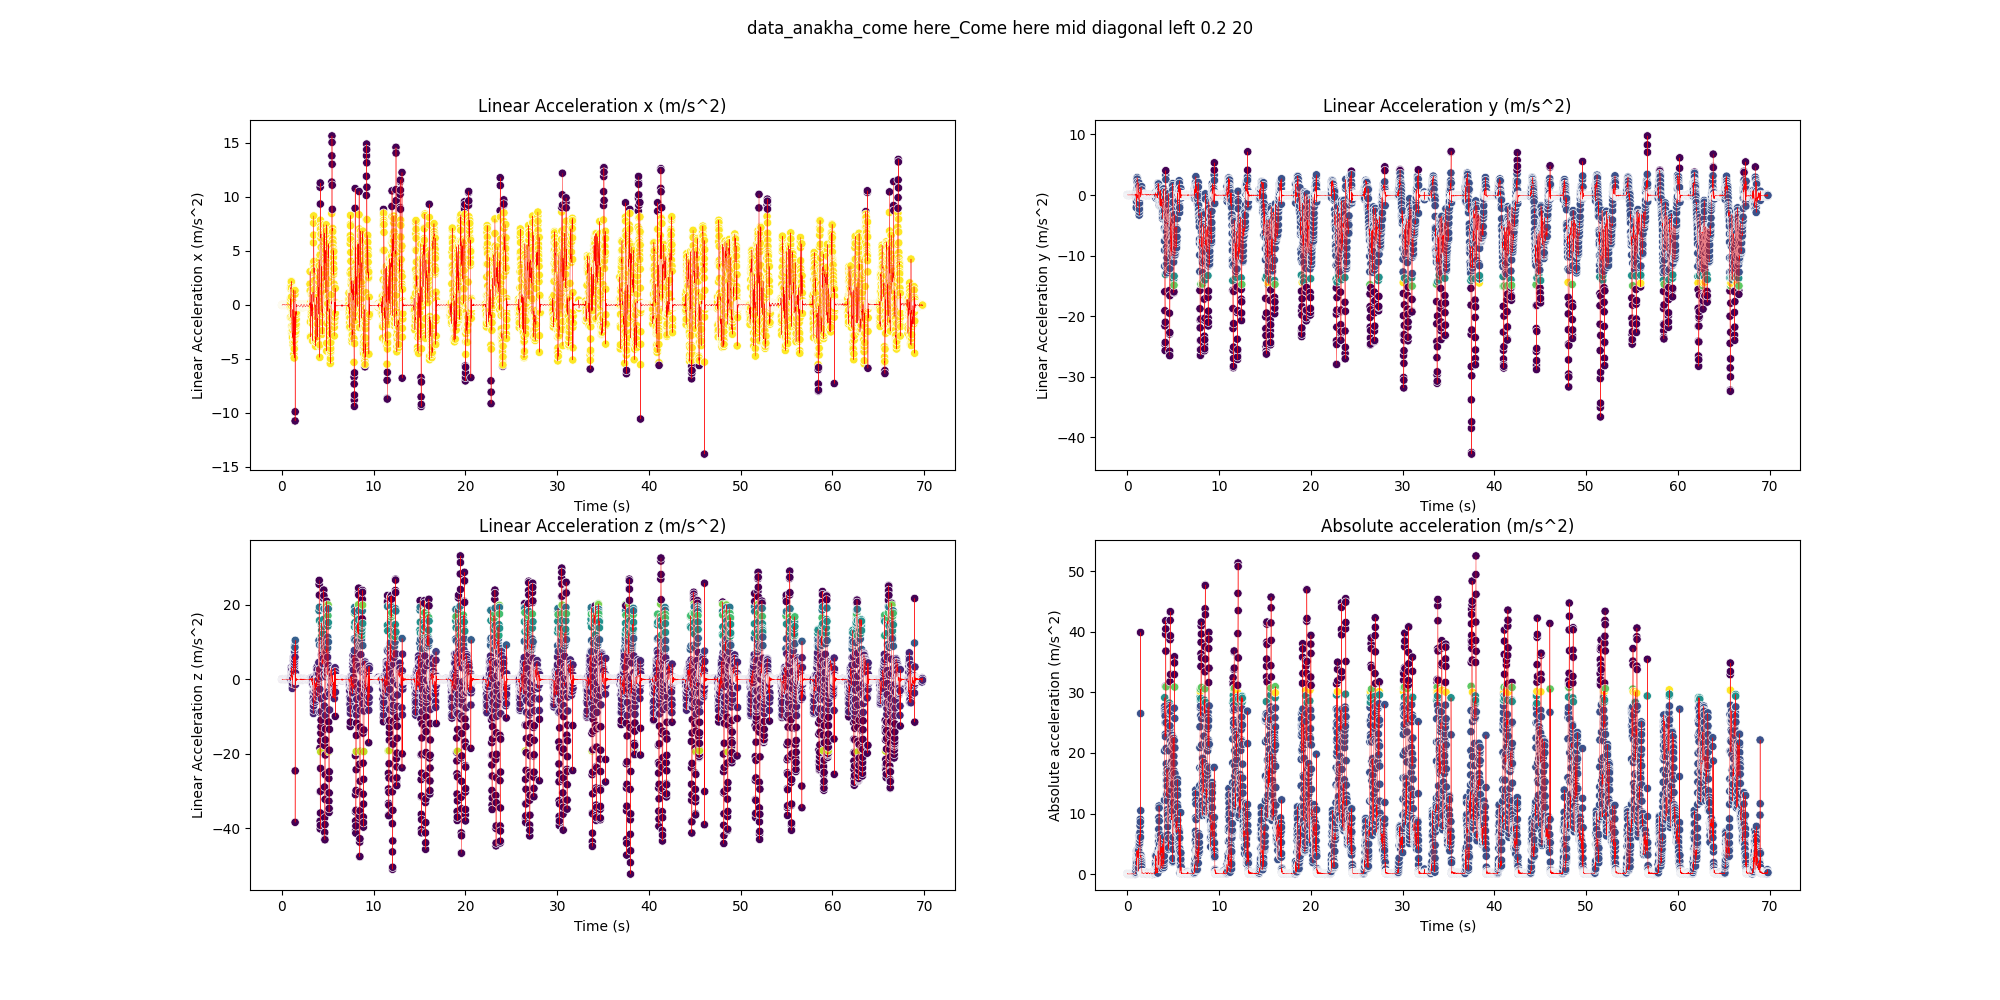 data_anakha_come here_Come here mid diagonal left 0.2 20
Linear Acceleration x (m/s^2)
Linear Acceleration x (m/s^2)
15
10
5
0
−5
−10
−15
0 10 20 30 40 50 60 70
Time (s)
Linear Acceleration y (m/s^2)
Linear Acceleration y (m/s^2)
10
0
−10
−20
−30
−40
0 10 20 30 40 50 60 70
Time (s)
Linear Acceleration z (m/s^2)
Linear Acceleration z (m/s^2)
20
0
−20
−40
0 10 20 30 40 50 60 70
Time (s)
Absolute acceleration (m/s^2)
Absolute acceleration (m/s^2)
50
40
30
20
10
0
0 10 20 30 40 50 60 70
Time (s)